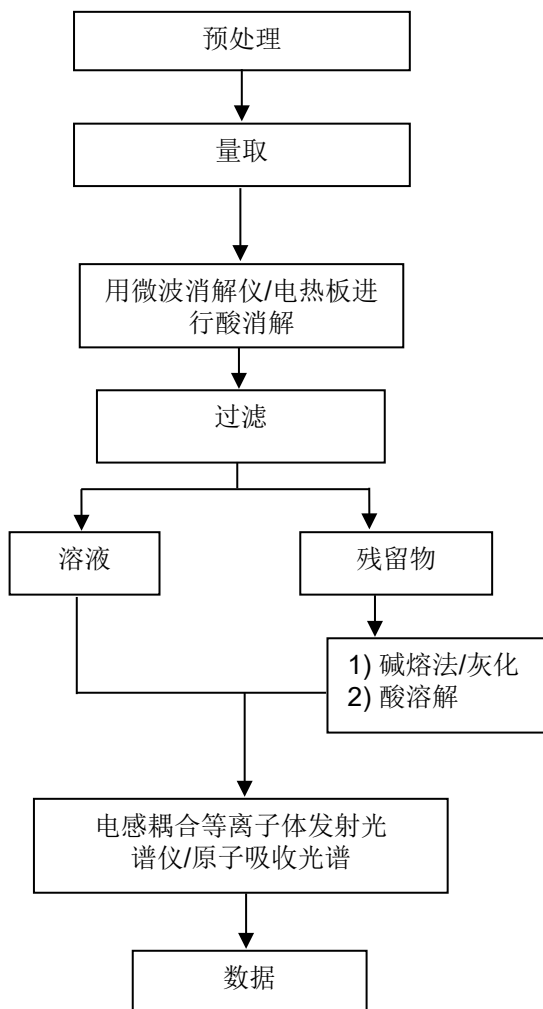 预处理
量取
用微波消解仪/电热板进
行酸消解
过滤
溶液
残留物
1) 碱熔法/灰化
2) 酸溶解
电感耦合等离子体发射光
谱仪/原子吸收光谱
数据